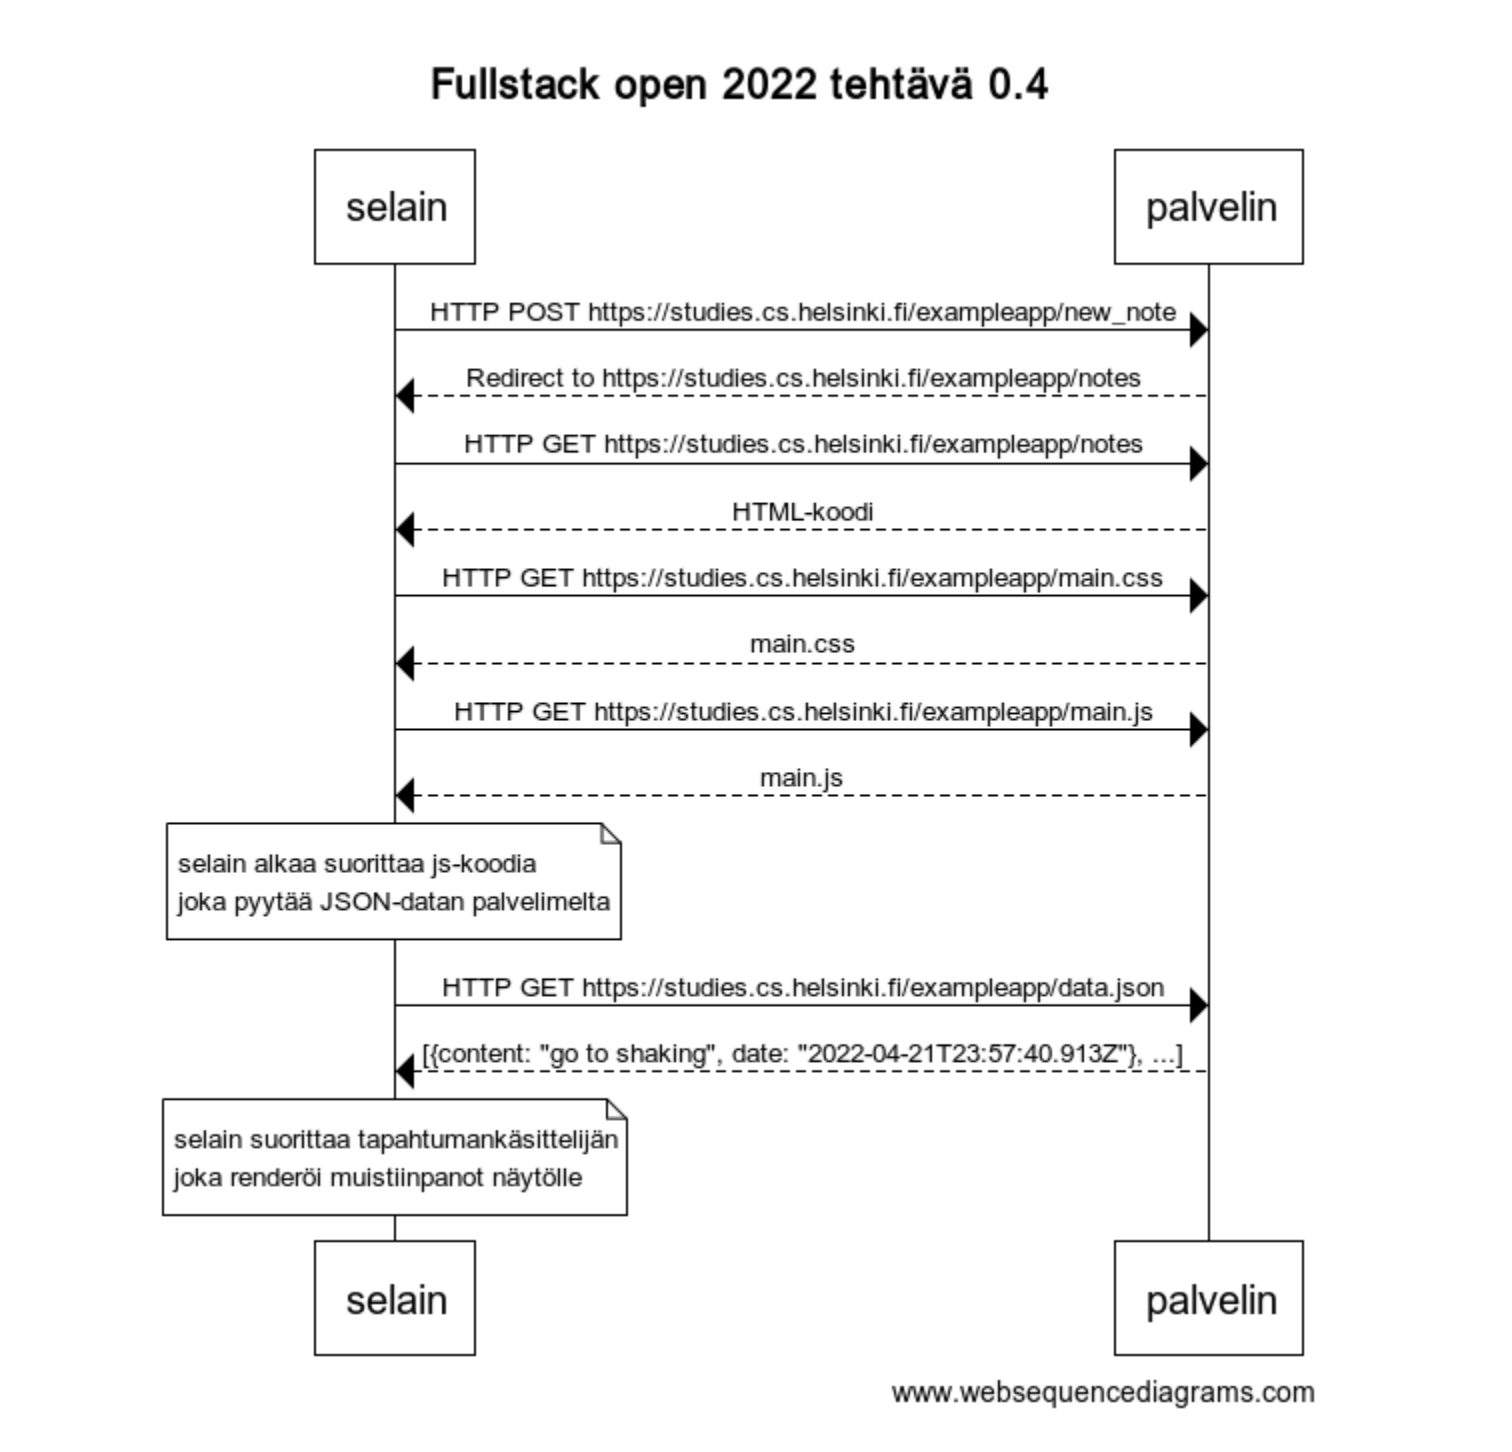 Fullstack open 2022 tehtävä 0.4
selain
palvelin
HTTP POST https://studies.cs.helsinki.fi/exampleapp/new_note
Redirect to https://studies.cs.helsinki.fi/exampleapp/notes
HTTP GET https://studies.cs.helsinki.fi/exampleapp/notes
HTML-koodi
HTTP GET https://studies.cs.helsinki.fi/exampleapp/main.css
main.css
HTTP GET https://studies.cs.helsinki.fi/exampleapp/main.js
main.js
selain alkaa suorittaa js-koodia
joka pyytää JSON-datan palvelimelta
HTTP GET https://studies.cs.helsinki.fi/exampleapp/data.json
[{content: "go to shaking", date: "2022-04-21T23:57:40.913Z"}, ...]
selain suorittaa tapahtumankäsittelijän
joka renderöi muistiinpanot näytölle
selain
palvelin
www.websequencediagrams.com